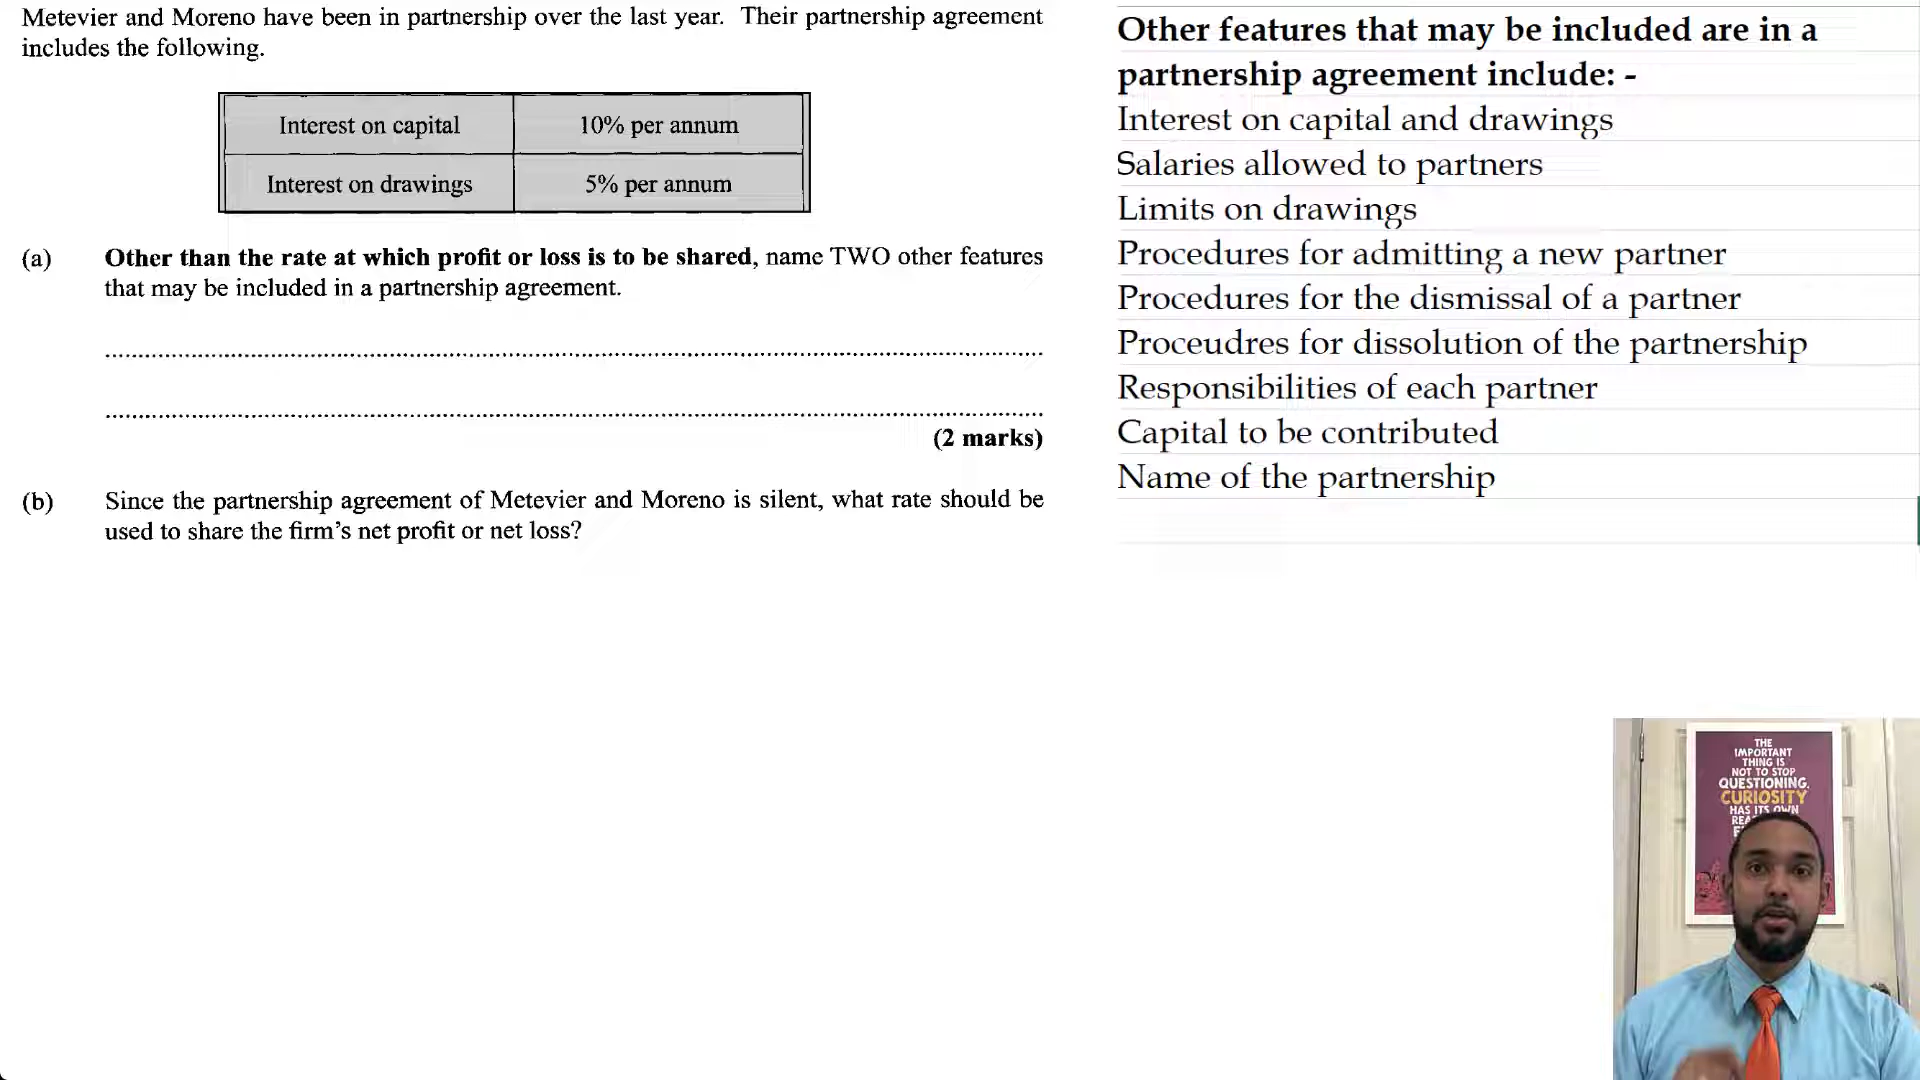 Metevier and Moreno have been in partnership over the last year. Their partnership agreement
includes the following.
Interest on capital 10% per annum
Interest on drawings 5% per annum
(a) Other than the rate at which profit or loss is to be shared, name TWO other features
that may be included in a partnership agreement.
(2 marks)
(b) Since the partnership agreement of Metevier and Moreno is silent, what rate should be
used to share the firm's net profit or net loss?
Other features that may be included are in a
partnership agreement include: -
Interest on capital and drawings
Salaries allowed to partners
Limits on drawings
Procedures for admitting a new partner
Procedures for the dismissal of a partner
Proceudres for dissolution of the partnership
Responsibilities of each partner
Capital to be contributed
Name of the partnership
THE
IMPORTANT
THING IS
NOT TO STOP
QUESTIONING.
CURIOSITY
HAS ITS OWN